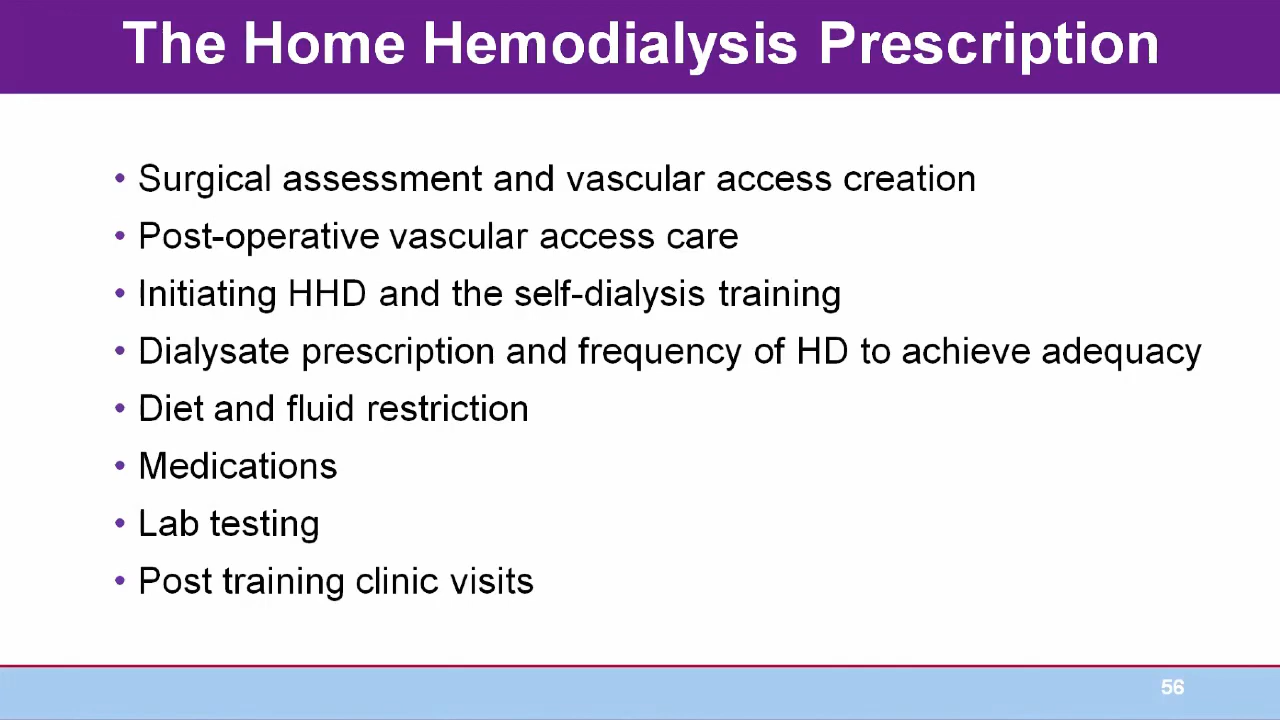 The Home Hemodialysis Prescription
• Surgical assessment and vascular access creation
• Post-operative vascular access care
• Initiating HHD and the self-dialysis training
• Dialysate prescription and frequency of HD to achieve adequacy
• Diet and fluid restriction
• Medications
• Lab testing
• Post training clinic visits
56